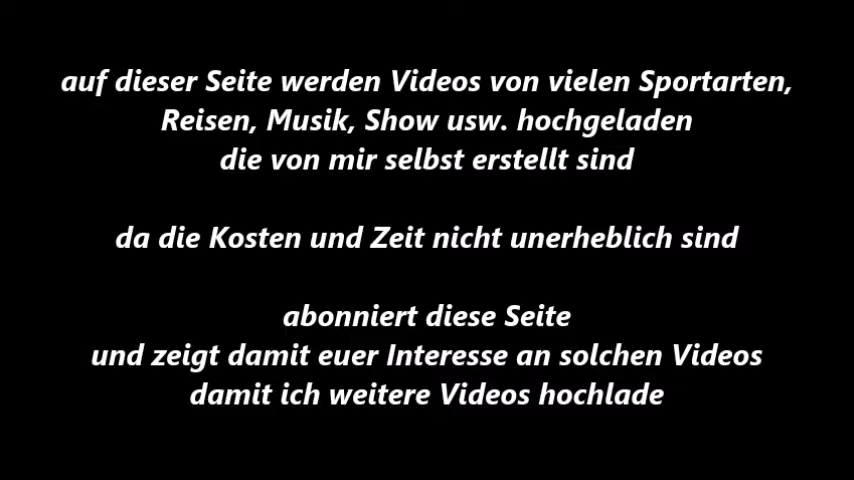 auf dieser Seite werden Videos von vielen Sportarten,
Reisen, Musik, Show usw. hochgeladen
die von mir selbst erstellt sind
da die Kosten und Zeit nicht unerheblich sind
abonniert diese Seite
und zeigt damit euer Interesse an solchen Videos
damit ich weitere Videos hochlade